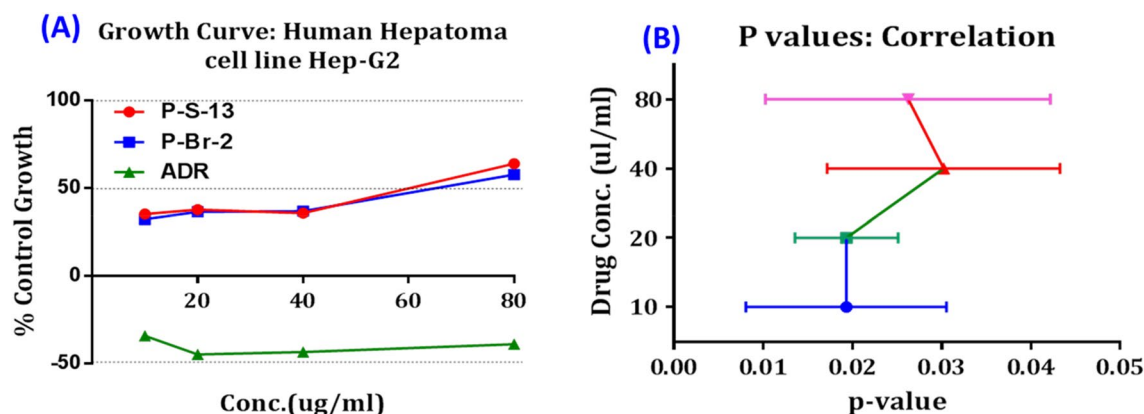 (A) Growth Curve: Human Hepatoma
cell line Hep-G2
% Control Growth
100
50
0
-50
P-S-13
P-Br-2
ADR
20 40 60 80
Conc.(ug/ml)
(B) P values: Correlation
Drug Conc. (ul/ml)
80
40
20
10
0.00 0.01 0.02 0.03 0.04 0.05
p-value